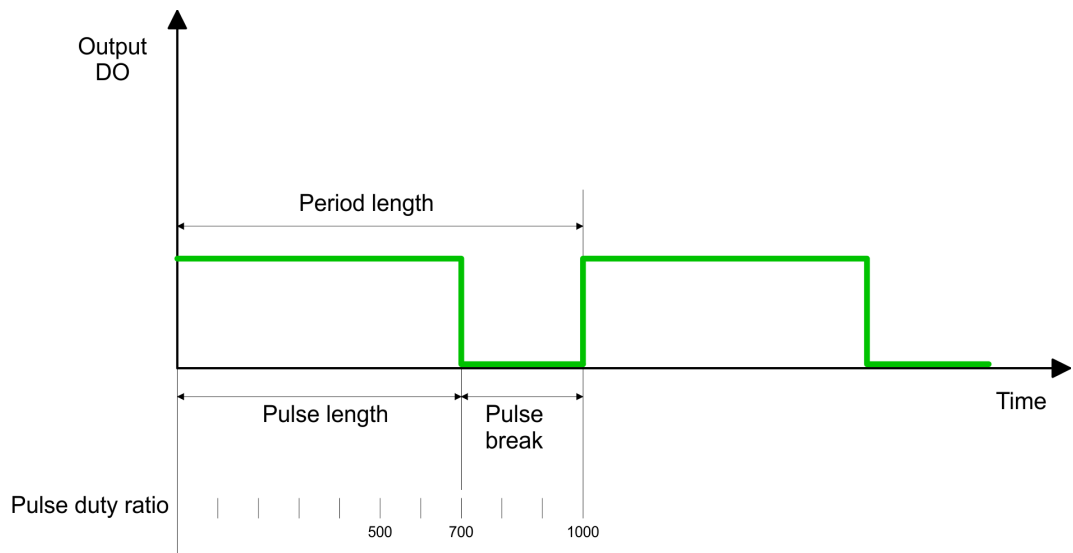 Output
DO
Period length
Time
Pulse length
Pulse
break
Pulse duty ratio
500
700
1000